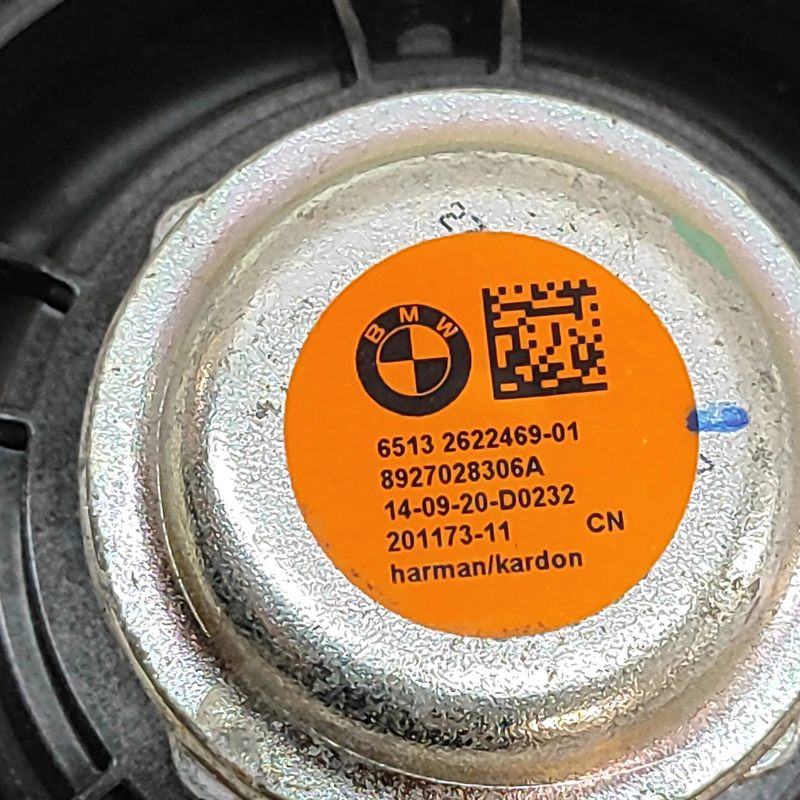 BMW
6513 2622469-01
8927028306A
14-09-20-D0232
201173-11 CN
harman/kardon